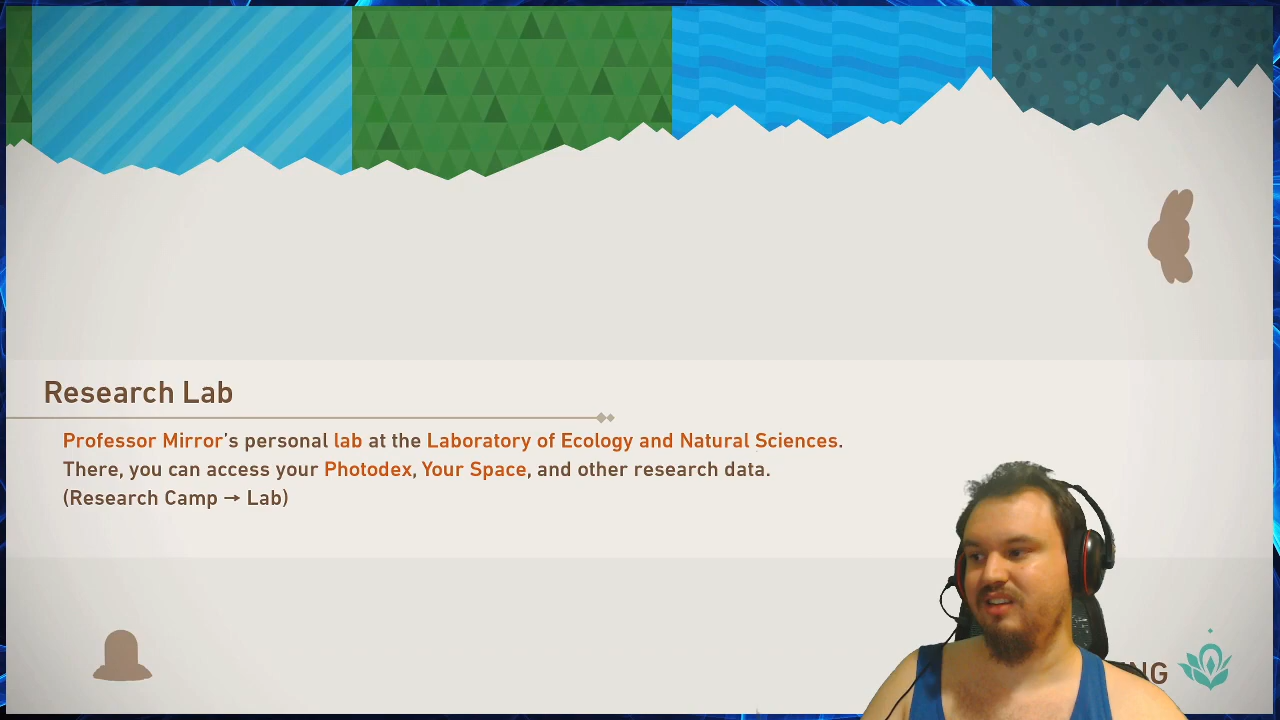 Research Lab
Professor Mirror's personal lab at the Laboratory of Ecology and Natural Sciences.
There, you can access your Photodex, Your Space, and other research data.
(Research Camp → Lab)